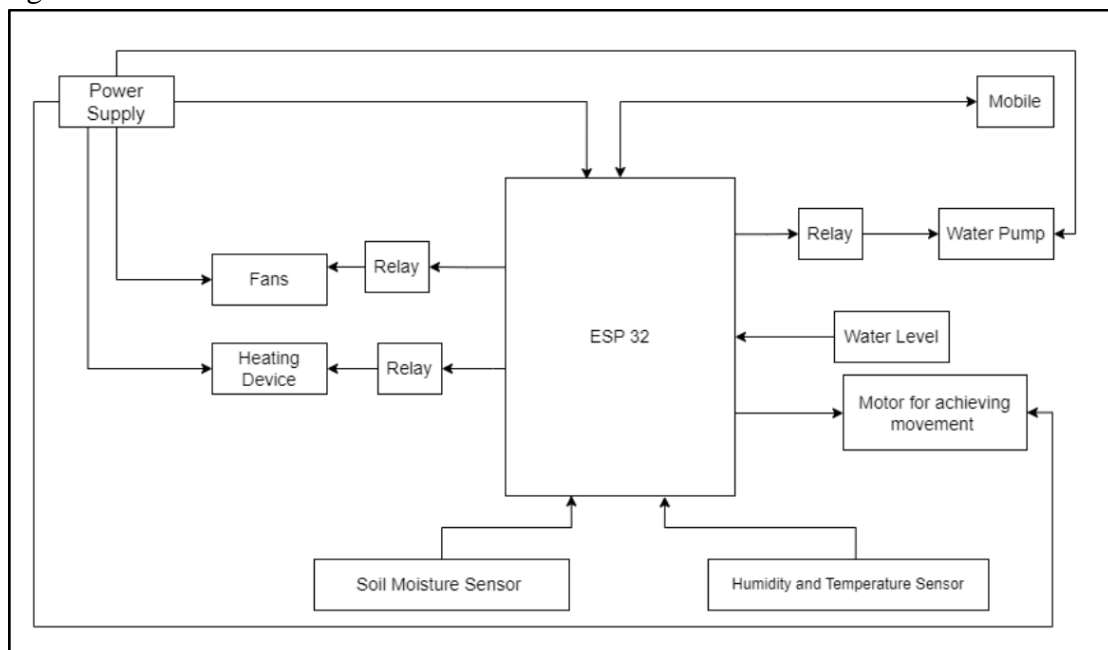 Power
Supply
Mobile
Relay
Water Pump
Relay
Fans
ESP 32
Water Level
Heating
Device
Relay
Motor for achieving
movement
Soil Moisture Sensor
Humidity and Temperature Sensor